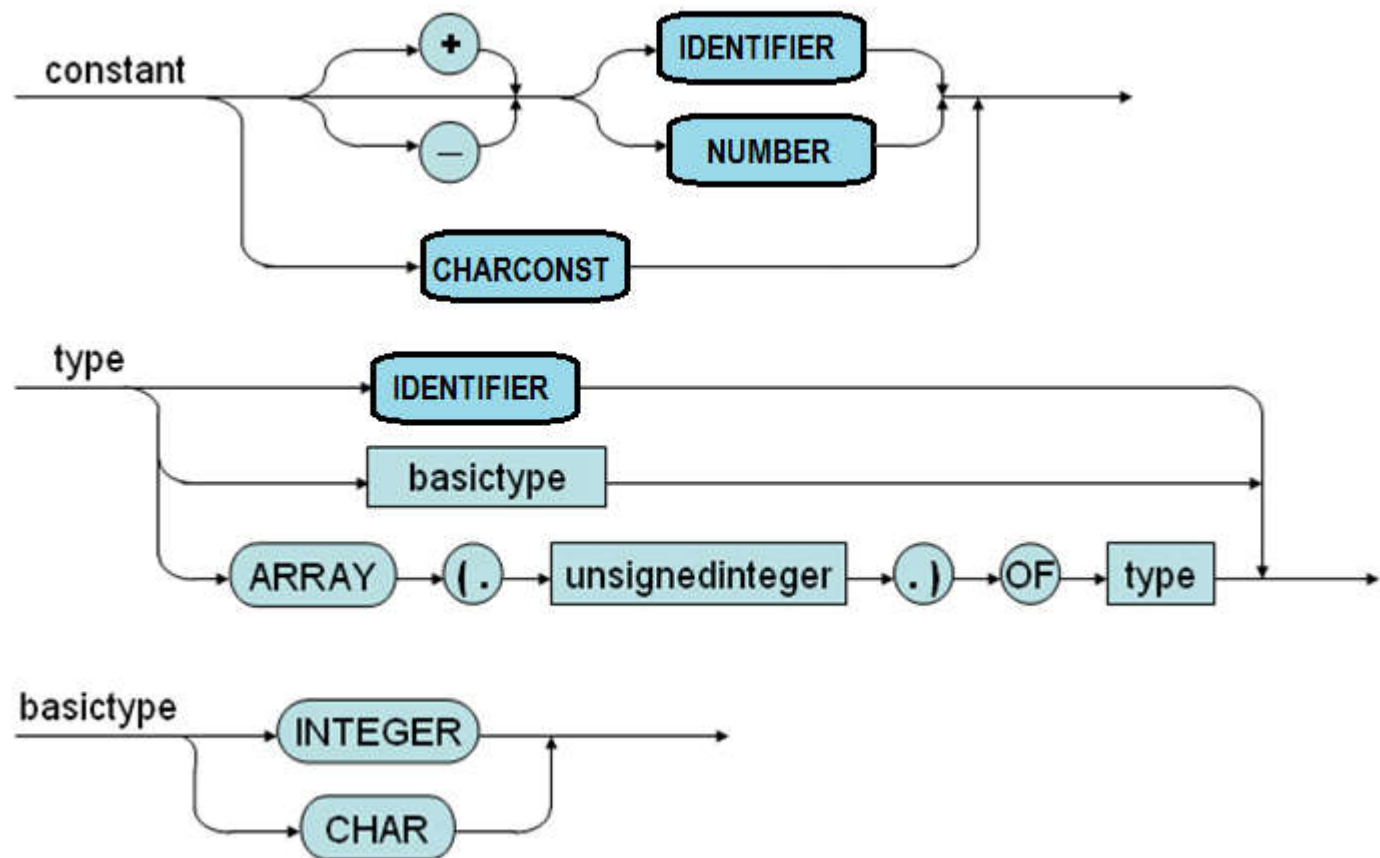 +
IDENTIFIER
constant
−
NUMBER
CHARCONST
type
IDENTIFIER
basictype
ARRAY (. unsignedinteger .) OF type
basictype
INTEGER
CHAR